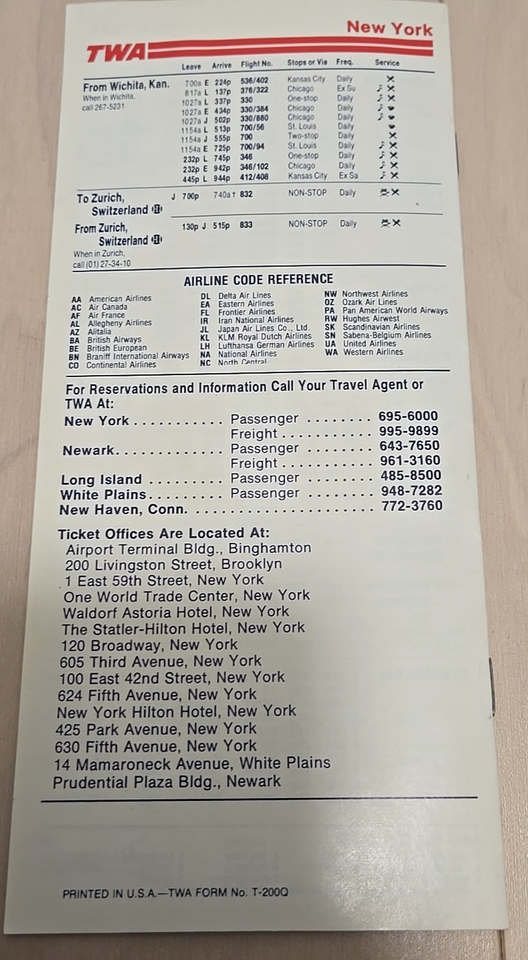 New York
TWA
Leave Arrive Flight No. Stops or Via Freq. Service
From Wichita, Kan. 700a E 224p 536/402 Kansas City Daily
When in Wichita, 817a L 137p 378/322 Chicago Ex Su
call 267-5231 1027a L 337p 330 One-stop Daily
1027a E 434p 330/384 Chicago Daily
1027a J 502p 330/880 Chicago Daily
1154a L 513p 700/56 St. Louis Daily
1154a J 555p 700 Two-stop Daily
1154a E 725p 700/94 St. Louis Daily
232p L 745p 346 One-stop Daily
232p E 942p 346/102 Chicago Daily
445p L 944p 412/408 Kansas City Ex Sa
To Zurich, J 700p 740a† 832 NON-STOP Daily
Switzerland
From Zurich, 130p J 515p 833 NON-STOP Daily
Switzerland
When in Zurich,
call (01) 27-34-10
AIRLINE CODE REFERENCE
AA American Airlines DL Delta Air Lines NW Northwest Airlines
AC Air Canada EA Eastern Airlines OZ Ozark Air Lines
AF Air France FL Frontier Airlines PA Pan American World Airways
AL Allegheny Airlines IR Iran National Airlines RW Hughes Airwest
AZ Alitalia JL Japan Air Lines Co., Ltd. SK Scandinavian Airlines
BA British Airways KL KLM Royal Dutch Airlines SN Sabena-Belgium Airlines
BE British European LH Lufthansa German Airlines UA United Airlines
BN Braniff International Airways NA National Airlines WA Western Airlines
CO Continental Airlines NC North Central
For Reservations and Information Call Your Travel Agent or
TWA At:
New York . . . . . . . . . . . Passenger . . . . . . . . 695-6000
Freight . . . . . . . . . . . 995-9899
Newark. . . . . . . . . . . . . Passenger . . . . . . . . 643-7650
Freight . . . . . . . . . . . 961-3160
Long Island . . . . . . . . . Passenger . . . . . . . . 485-8500
White Plains. . . . . . . . . Passenger . . . . . . . . 948-7282
New Haven, Conn. . . . . . . . . . . . . . . . . . . . . . . 772-3760
Ticket Offices Are Located At:
Airport Terminal Bldg., Binghamton
200 Livingston Street, Brooklyn
1 East 59th Street, New York
One World Trade Center, New York
Waldorf Astoria Hotel, New York
The Statler-Hilton Hotel, New York
120 Broadway, New York
605 Third Avenue, New York
100 East 42nd Street, New York
624 Fifth Avenue, New York
New York Hilton Hotel, New York
425 Park Avenue, New York
630 Fifth Avenue, New York
14 Mamaroneck Avenue, White Plains
Prudential Plaza Bldg., Newark
PRINTED IN U.S.A.—TWA FORM No. T-200Q